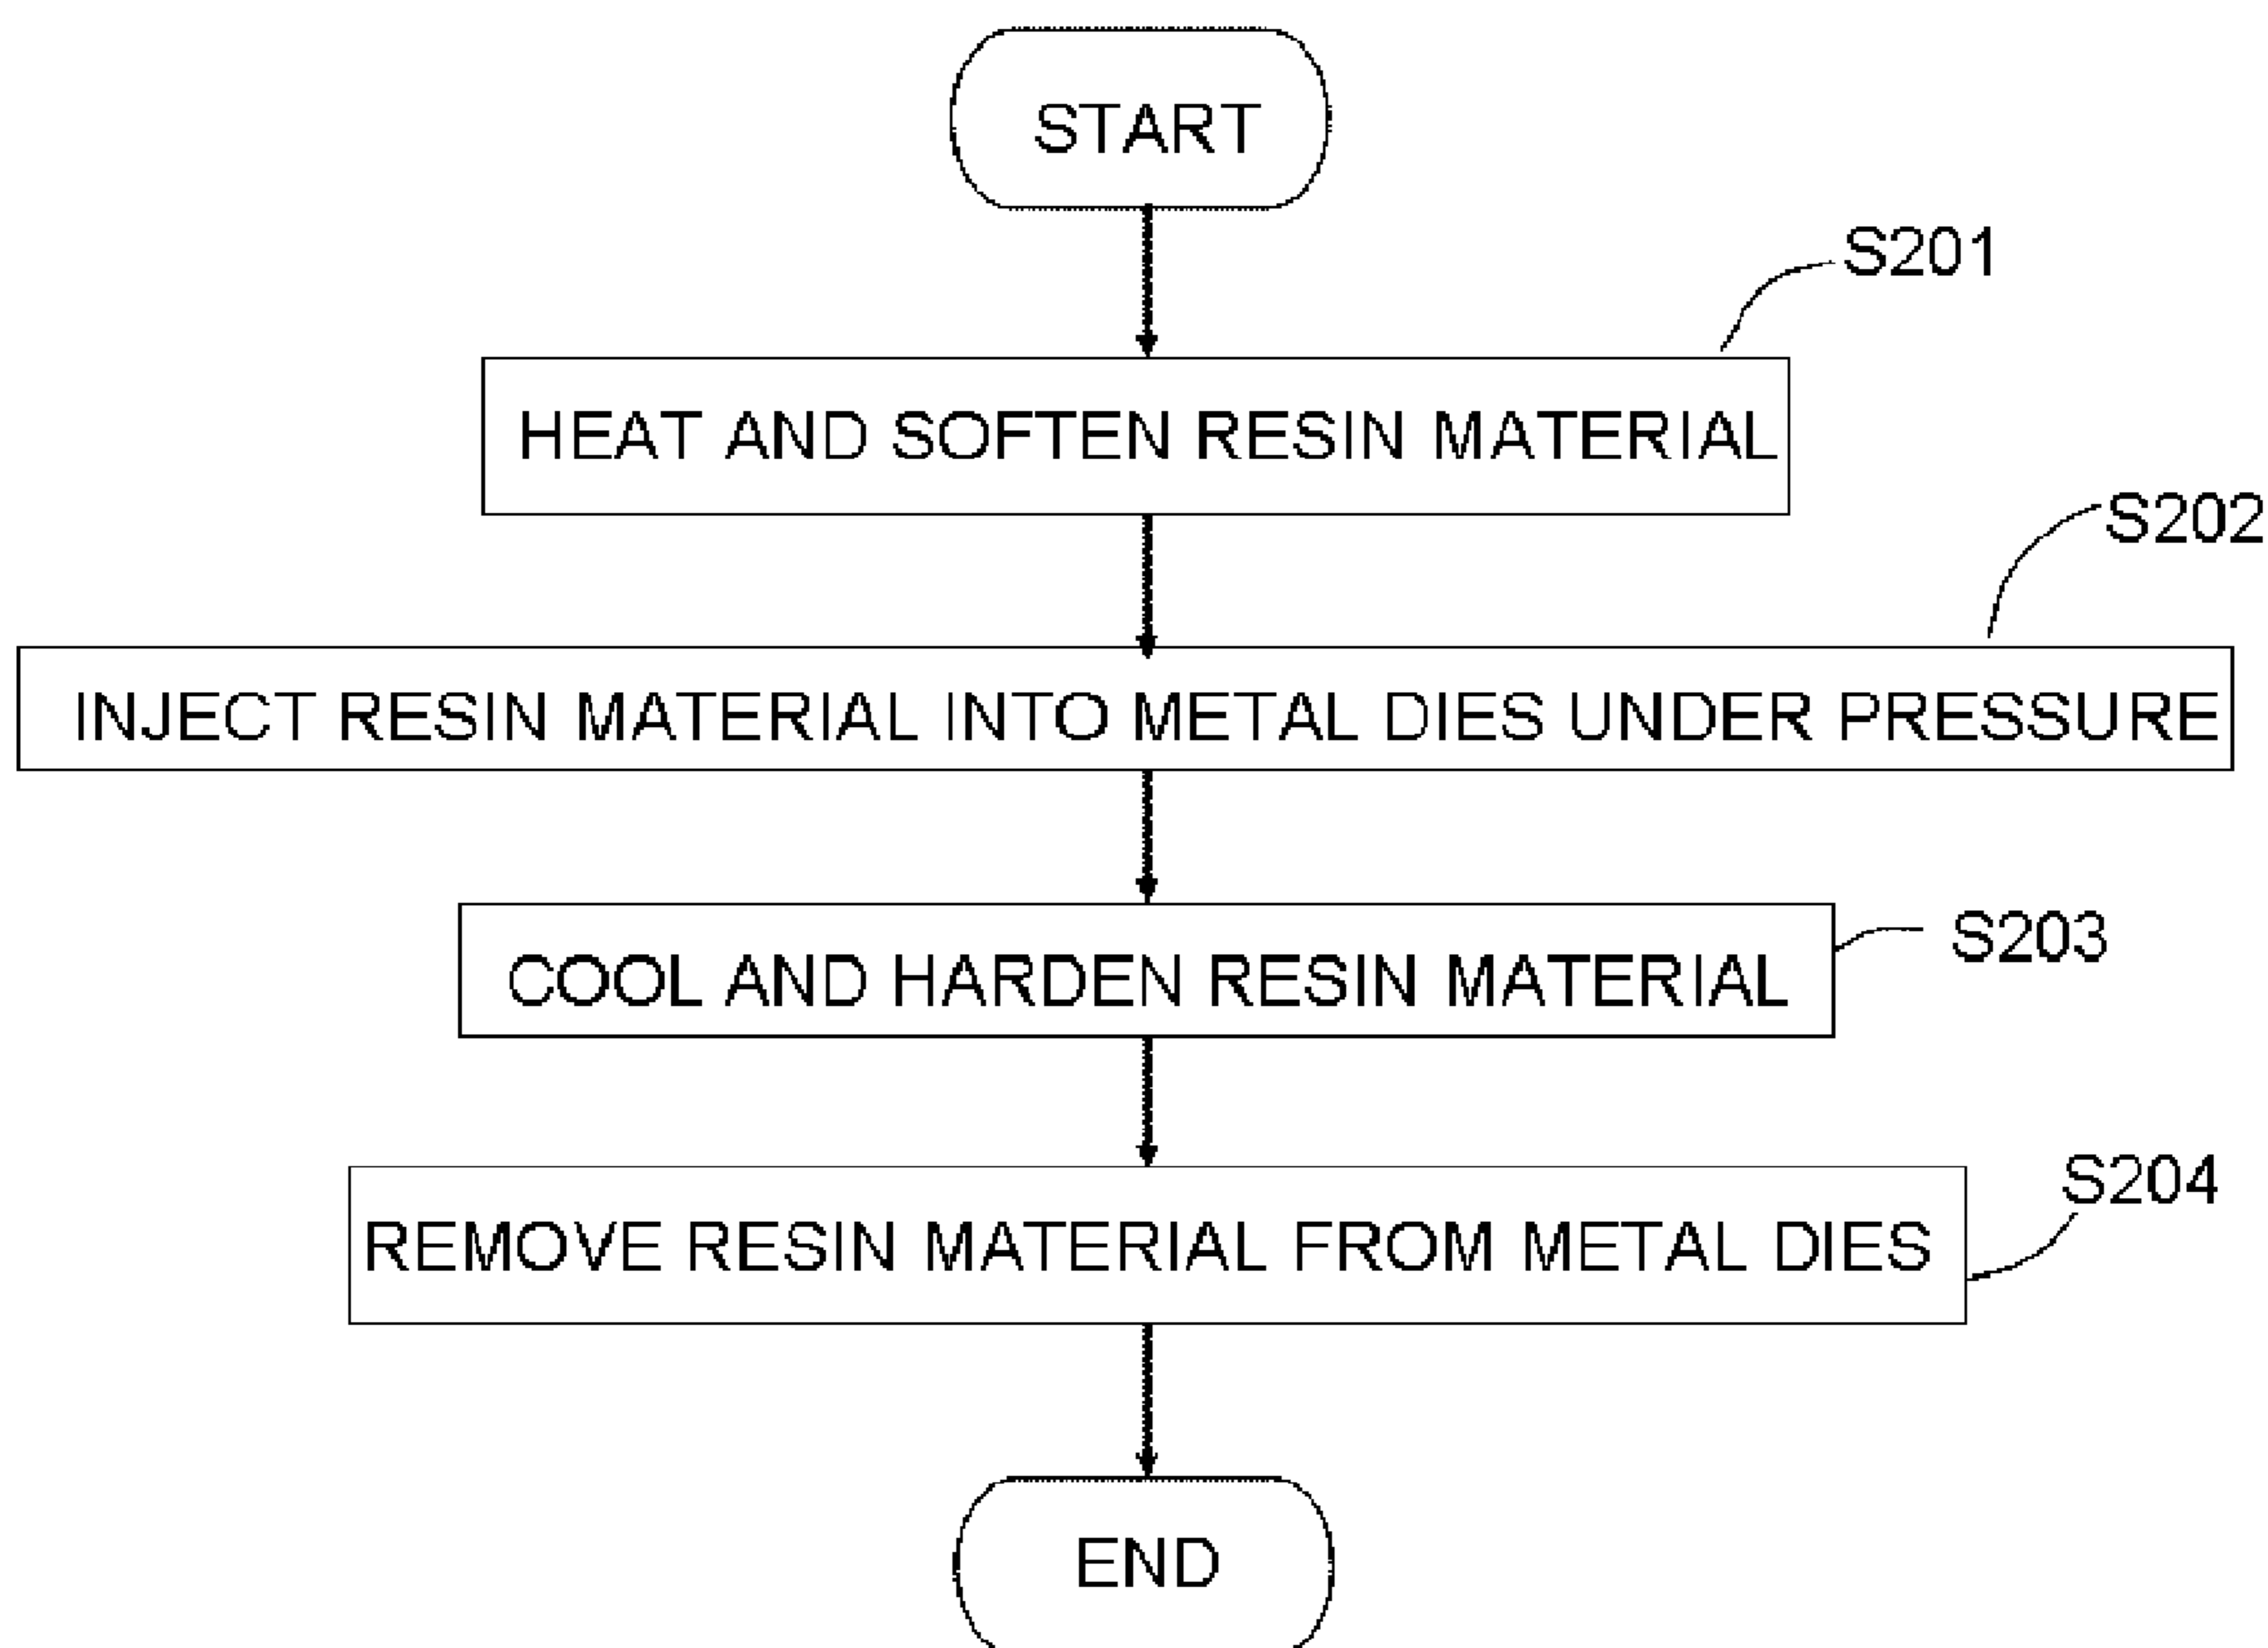 START
S201
HEAT AND SOFTEN RESIN MATERIAL
S202
INJECT RESIN MATERIAL INTO METAL DIES UNDER PRESSURE
S203
COOL AND HARDEN RESIN MATERIAL
S204
REMOVE RESIN MATERIAL FROM METAL DIES
END